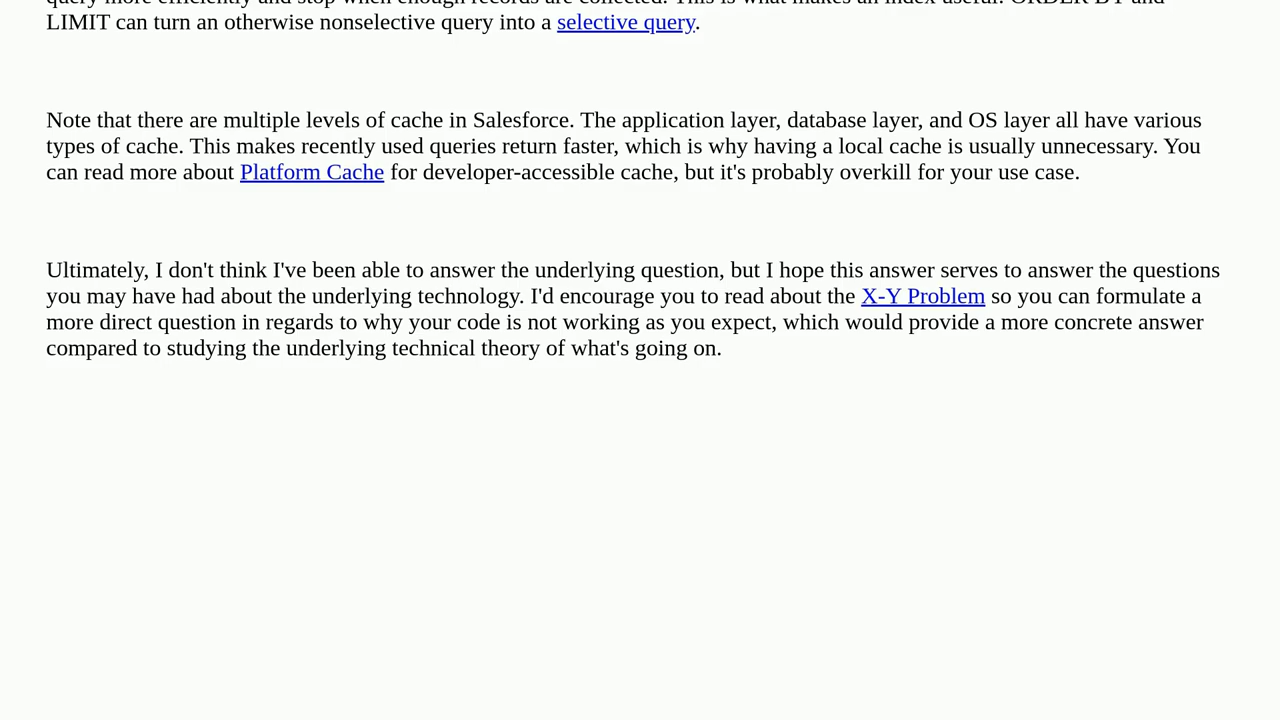 LIMIT can turn an otherwise nonselective query into a selective query.
Note that there are multiple levels of cache in Salesforce. The application layer, database layer, and OS layer all have various
types of cache. This makes recently used queries return faster, which is why having a local cache is usually unnecessary. You
can read more about Platform Cache for developer-accessible cache, but it's probably overkill for your use case.
Ultimately, I don't think I've been able to answer the underlying question, but I hope this answer serves to answer the questions
you may have had about the underlying technology. I'd encourage you to read about the X-Y Problem so you can formulate a
more direct question in regards to why your code is not working as you expect, which would provide a more concrete answer
compared to studying the underlying technical theory of what's going on.